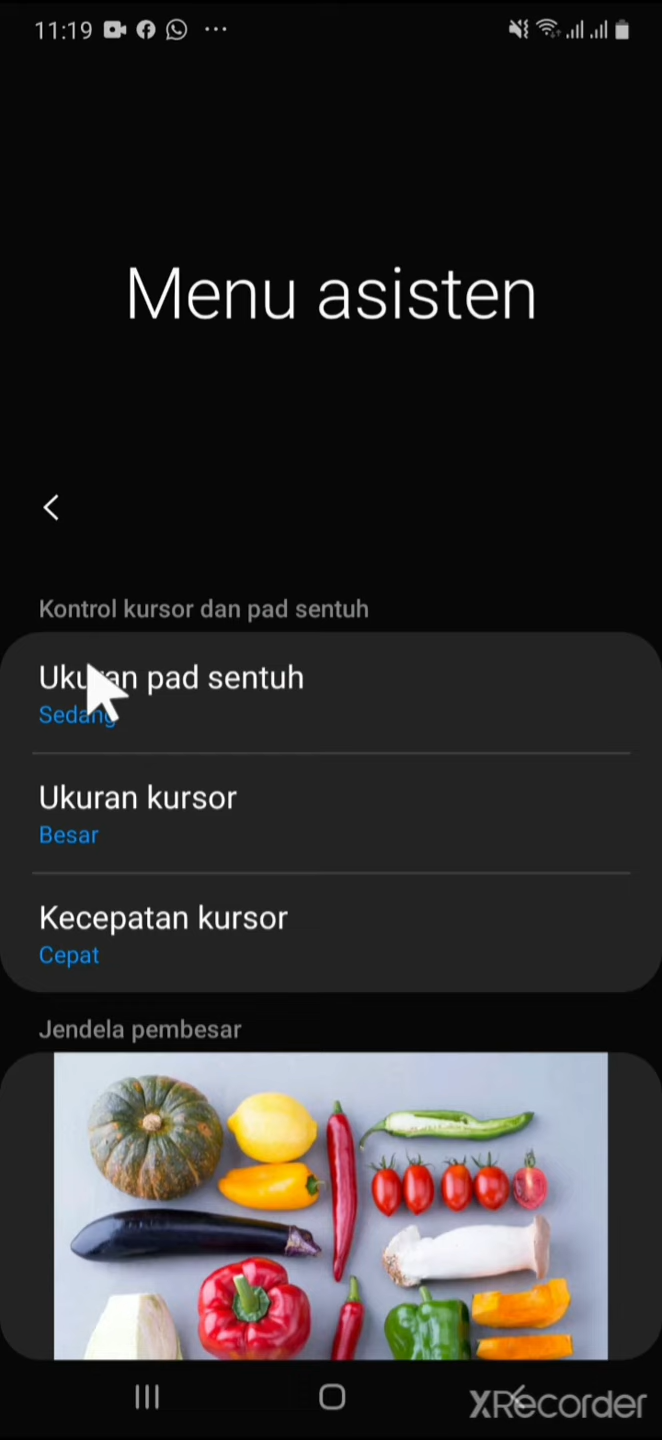 11:19
Menu asisten
Kontrol kursor dan pad sentuh
Ukuran pad sentuh
Sedang
Ukuran kursor
Besar
Kecepatan kursor
Cepat
Jendela pembesar
XRecorder